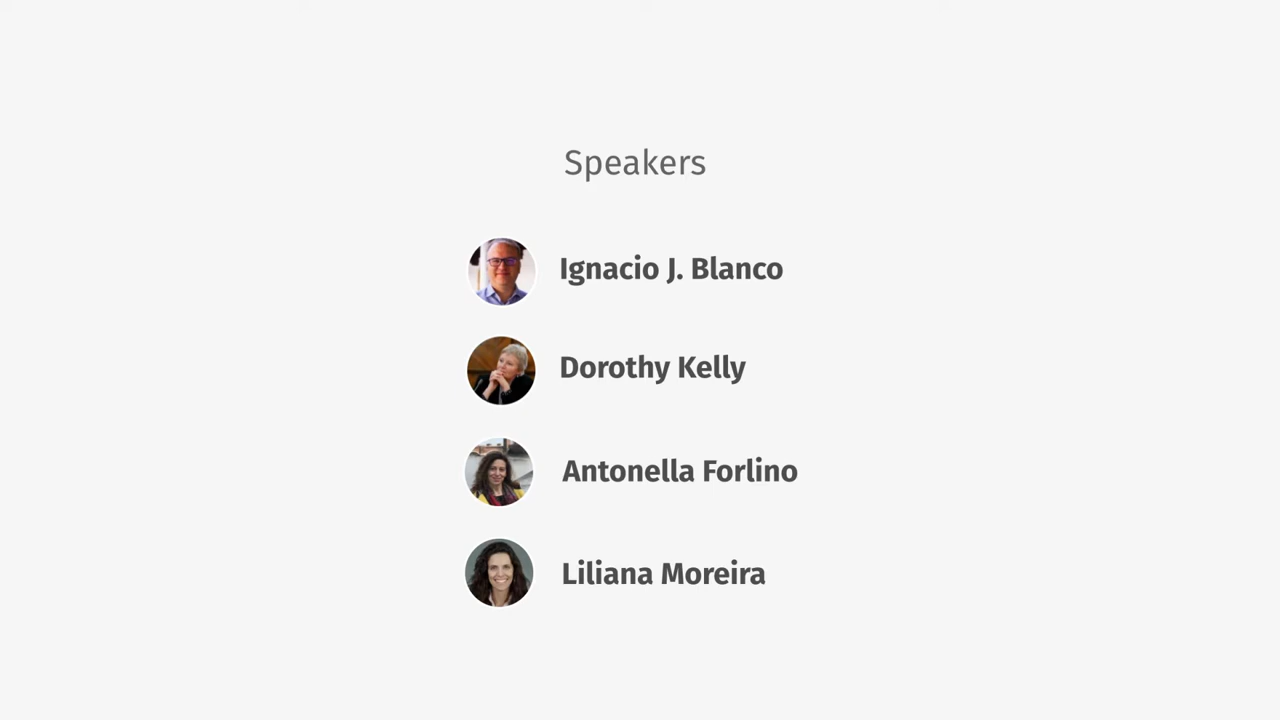 Speakers
Ignacio J. Blanco
Dorothy Kelly
Antonella Forlino
Liliana Moreira